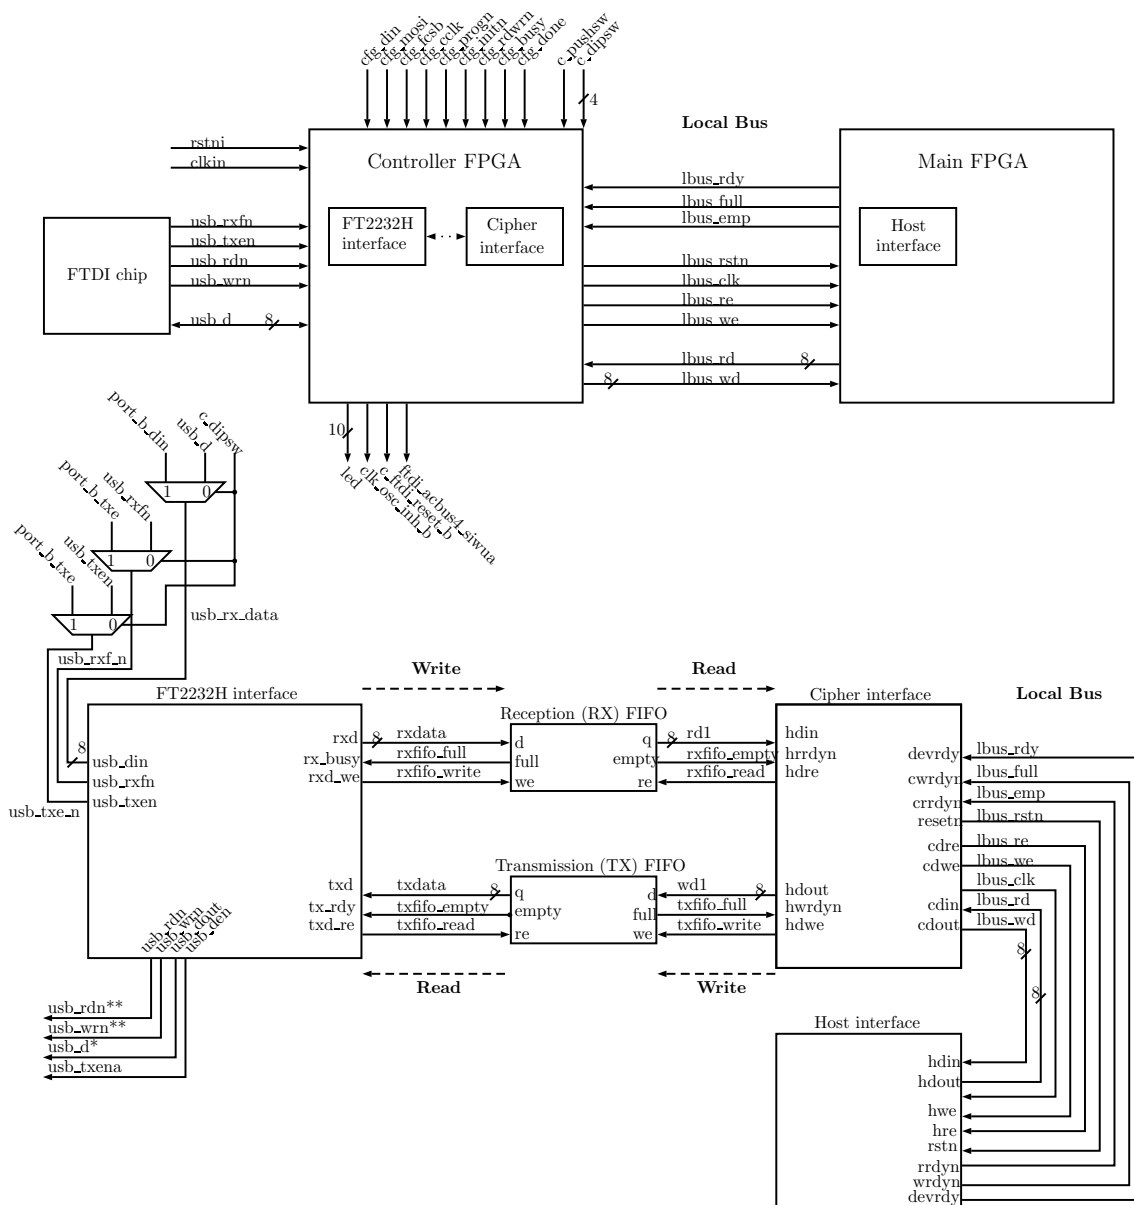 cfg_din
cfg_mosi
cfg_fcsb
cfg_cclk
cfg_progn
cfg_initn
cfg_rdwrn
cfg_busy
cfg_done
c_pushsw
c_dipsw
4
Local Bus
rstni
clkin
Controller FPGA
Main FPGA
lbus_rdy
lbus_full
lbus_emp
FTDI chip
usb_rxfn
usb_txen
usb_rdn
usb_wrn
usb_d
8
FT2232H
interface
Cipher
interface
Host
interface
lbus_rstn
lbus_clk
lbus_re
lbus_we
lbus_rd
8
8
lbus_wd
10
led
clk_osc_inh_b
c_ftdi_reset_b
ftdi_acbus4_siwua
port_b_din
usb_d
c_dipsw
1 0
port_b_txe
usb_rxfn
1 0
port_b_txe
usb_txen
1 0
usb_rx_data
usb_rxf_n
Write
Read
FT2232H interface
Reception (RX) FIFO
Cipher interface
Local Bus
8
usb_din
usb_rxfn
usb_txen
usb_txe_n
rxd
rx_busy
rxd_we
8
rxdata
rxfifo_full
rxfifo_write
d
full
we
q
empty
re
8
rd1
rxfifo_empty
rxfifo_read
hdin
hrrdyn
hdre
devrdy
cwrdyn
crrdyn
resetn
cdre
cdwe
cdin
cdout
lbus_rdy
lbus_full
lbus_emp
lbus_rstn
lbus_re
lbus_we
lbus_clk
lbus_rd
lbus_wd
Transmission (TX) FIFO
txd
tx_rdy
txd_re
txdata
8
txfifo_empty
txfifo_read
q
empty
re
d
full
we
wd1
8
txfifo_full
txfifo_write
hdout
hwrdyn
hdwe
8
8
usb_rdn
usb_wrn
usb_dout
usb_den
Read
Write
usb_rdn**
usb_wrn**
usb_d*
usb_txena
Host interface
hdin
hdout
hwe
hre
rstn
rrdyn
wrdyn
devrdy